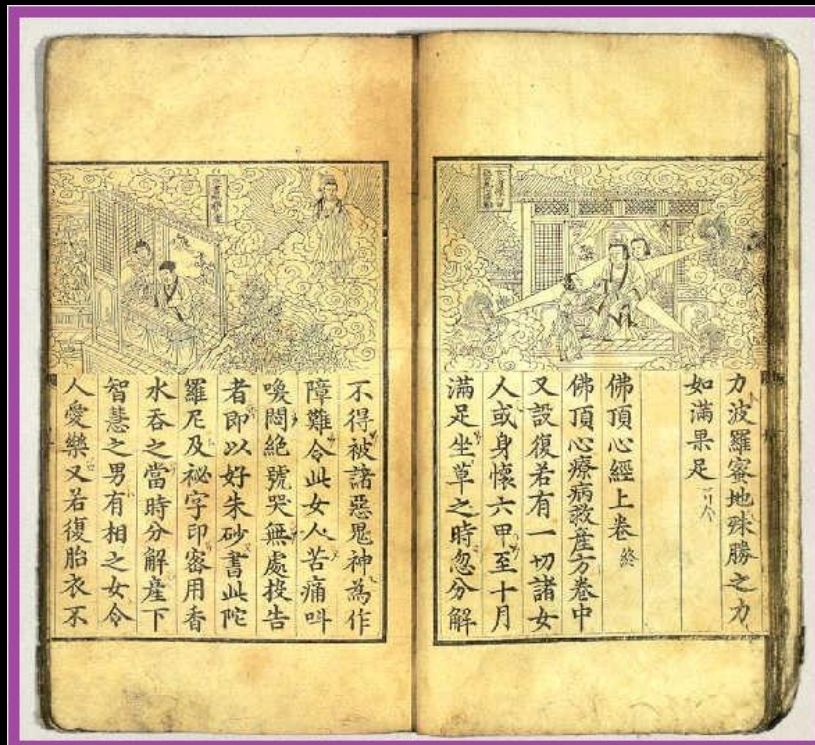 力波羅蜜地殊勝之力
如滿果足
佛頂心經上卷 終
佛頂心療病救產方卷中
又設復若有一切諸女
人或身懷六甲至十月
滿足坐草之時忽分解
不得被諸惡鬼神為作
障難令此女人苦痛叫
喚悶絕號哭無處投告
者即以好朱砂書此陀
羅尼及祕字印密用香
水吞之當時分解產下
智慧之男有相之女令
人愛樂又若復胎衣不